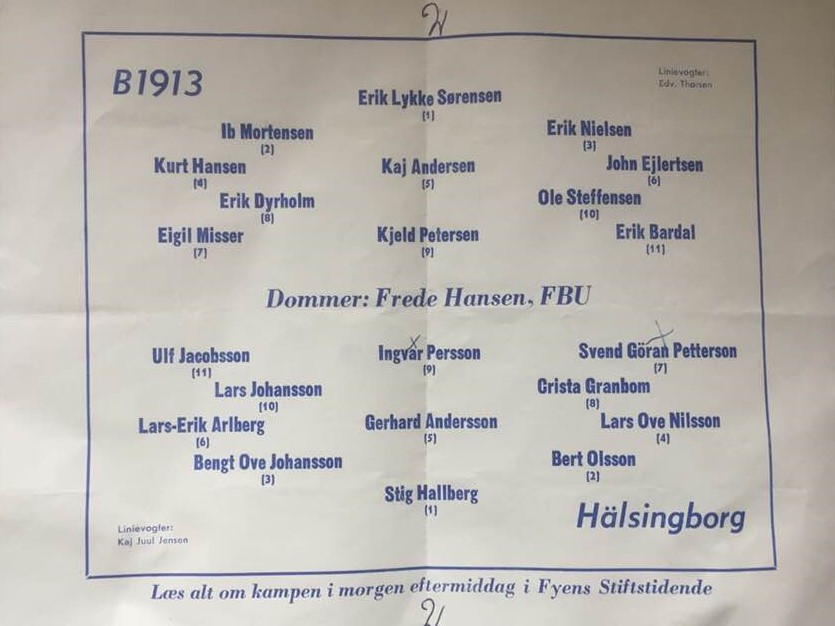 21
B1913
Linievogter:
Edv. Thorsen
Erik Lykke Sørensen
(1)
Ib Mortensen
(2)
Erik Nielsen
(3)
Kurt Hansen
(4)
Kaj Andersen
(5)
John Ejlertsen
(6)
Erik Dyrholm
(8)
Ole Steffensen
(10)
Eigil Misser
(7)
Kjeld Petersen
(9)
Erik Bardal
(11)
Dommer: Frede Hansen, FBU
Ulf Jacobsson
(11)
Ingvar Persson
(9)
Svend Göran Petterson
(7)
Lars Johansson
(10)
Crista Granbom
(8)
Lars-Erik Arlberg
(6)
Gerhard Andersson
(5)
Lars Ove Nilsson
(4)
Bengt Ove Johansson
(3)
Bert Olsson
(2)
Stig Hallberg
(1)
Hälsingborg
Linievogter:
Kaj Juul Jensen
Læs alt om kampen i morgen eftermiddag i Fyens Stiftstidende
21